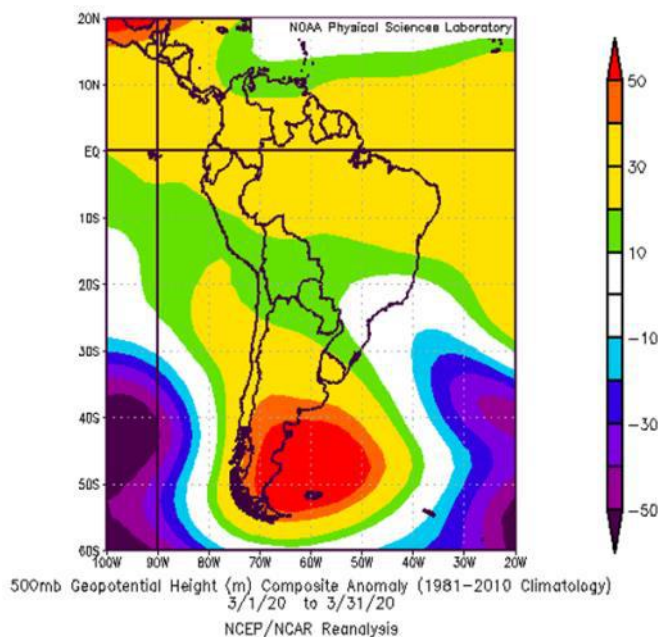 NOAA Physical Sciences Laboratory
20N
10N
EQ
10S
20S
30S
40S
50S
60S
100W 90W 80W 70W 60W 50W 40W 30W 20W
50
30
10
-10
-30
-50
500mb Geopotential Height (m) Composite Anomaly (1981-2010 Climatology)
3/1/20 to 3/31/20
NCEP/NCAR Reanalysis